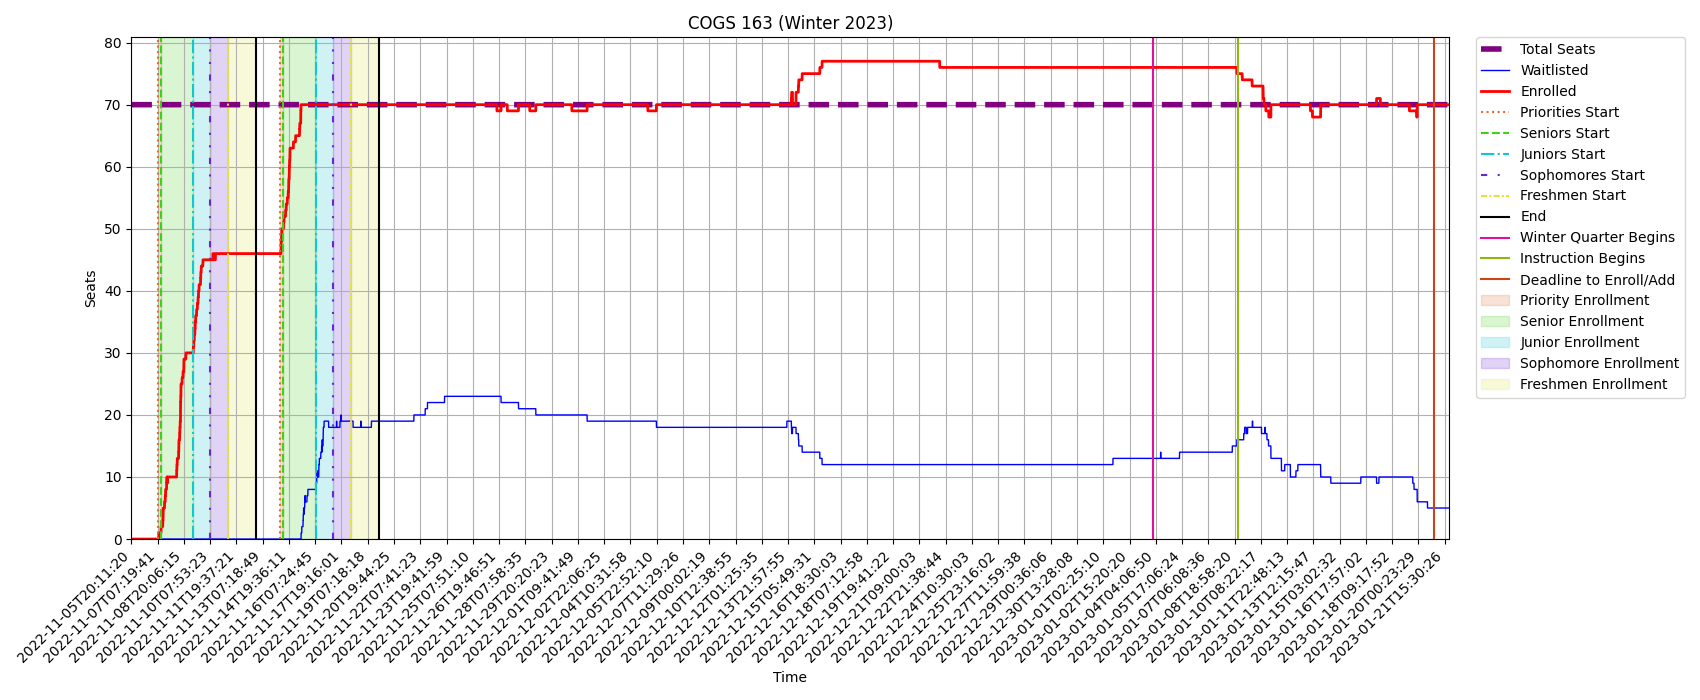 COGS 163 (Winter 2023)
80
70
60
50
40
30
20
10
0
Seats
2022-11-05T20:11:20
2022-11-07T07:19:41
2022-11-08T20:06:15
2022-11-10T07:53:23
2022-11-11T19:37:21
2022-11-13T07:18:49
2022-11-14T19:36:11
2022-11-16T07:24:45
2022-11-17T19:16:01
2022-11-19T07:18:18
2022-11-20T19:44:25
2022-11-22T07:41:23
2022-11-23T19:41:59
2022-11-25T07:51:10
2022-11-26T19:46:51
2022-11-28T07:58:35
2022-11-29T20:20:23
2022-12-01T09:41:49
2022-12-02T22:06:25
2022-12-04T10:31:58
2022-12-05T22:52:10
2022-12-07T11:29:26
2022-12-09T00:02:19
2022-12-10T12:38:55
2022-12-12T01:25:35
2022-12-13T21:57:55
2022-12-15T05:49:31
2022-12-16T18:30:03
2022-12-18T07:12:58
2022-12-19T19:41:22
2022-12-21T09:00:03
2022-12-22T21:38:44
2022-12-24T10:30:03
2022-12-25T23:16:02
2022-12-27T11:59:38
2022-12-29T00:36:06
2022-12-30T13:28:08
2023-01-01T02:25:10
2023-01-02T15:20:20
2023-01-04T04:06:50
2023-01-05T17:06:24
2023-01-07T06:08:36
2023-01-08T18:58:20
2023-01-10T08:22:17
2023-01-11T22:48:13
2023-01-13T12:15:47
2023-01-15T03:02:32
2023-01-16T17:57:02
2023-01-18T09:17:52
2023-01-20T00:23:29
2023-01-21T15:30:26
Time
Total Seats
Waitlisted
Enrolled
Priorities Start
Seniors Start
Juniors Start
Sophomores Start
Freshmen Start
End
Winter Quarter Begins
Instruction Begins
Deadline to Enroll/Add
Priority Enrollment
Senior Enrollment
Junior Enrollment
Sophomore Enrollment
Freshmen Enrollment